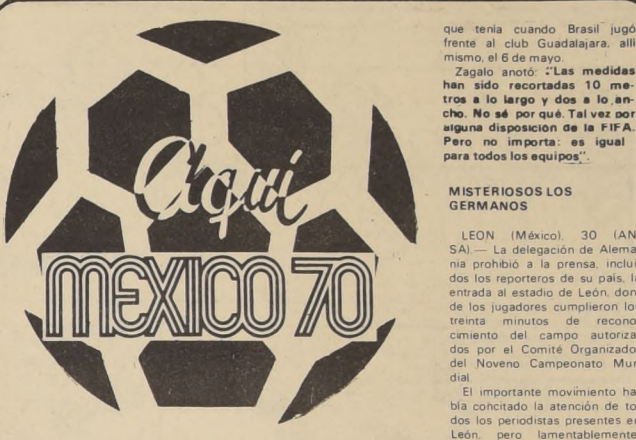 Aquí
MEXICO 70
que tenía cuando Brasil jugó
frente al club Guadalajara, allí
mismo, el 6 de mayo.
Zagalo anotó: "Las medidas
han sido recortadas 10 me-
tros a lo largo y dos a lo an-
cho. No sé por qué. Tal vez por
alguna disposición de la FIFA.
Pero no importa: es igual
para todos los equipos".
MISTERIOSOS LOS
GERMANOS
LEON (México), 30 (AN
SA).— La delegación de Alema
nia prohibió a la prensa, inclui
dos los reporteros de su país, l
entrada al estadio de León, don
de los jugadores cumplieron lo
treinta minutos de recono
cimiento del campo autoriza
dos por el Comité Organizado
del Noveno Campeonato Mun
dial.
El importante movimiento ha
bía concitado la atención de to
dos los periodistas presentes en
León, pero lamentablemente